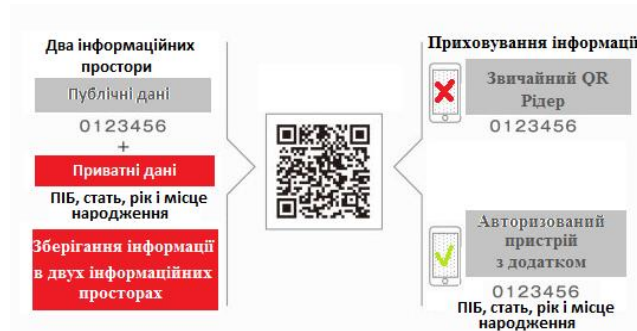 Два інформаційних
простори
Публічні дані
0123456
+
Приватні дані
ПІБ, стать, рік і місце
народження
Зберігання інформації
в двух інформаційних
просторах
Приховування інформації
Звичайний QR
Рідер
0123456
Авторизований
пристрій
з додатком
0123456
ПІБ, стать, рік і місце
народження